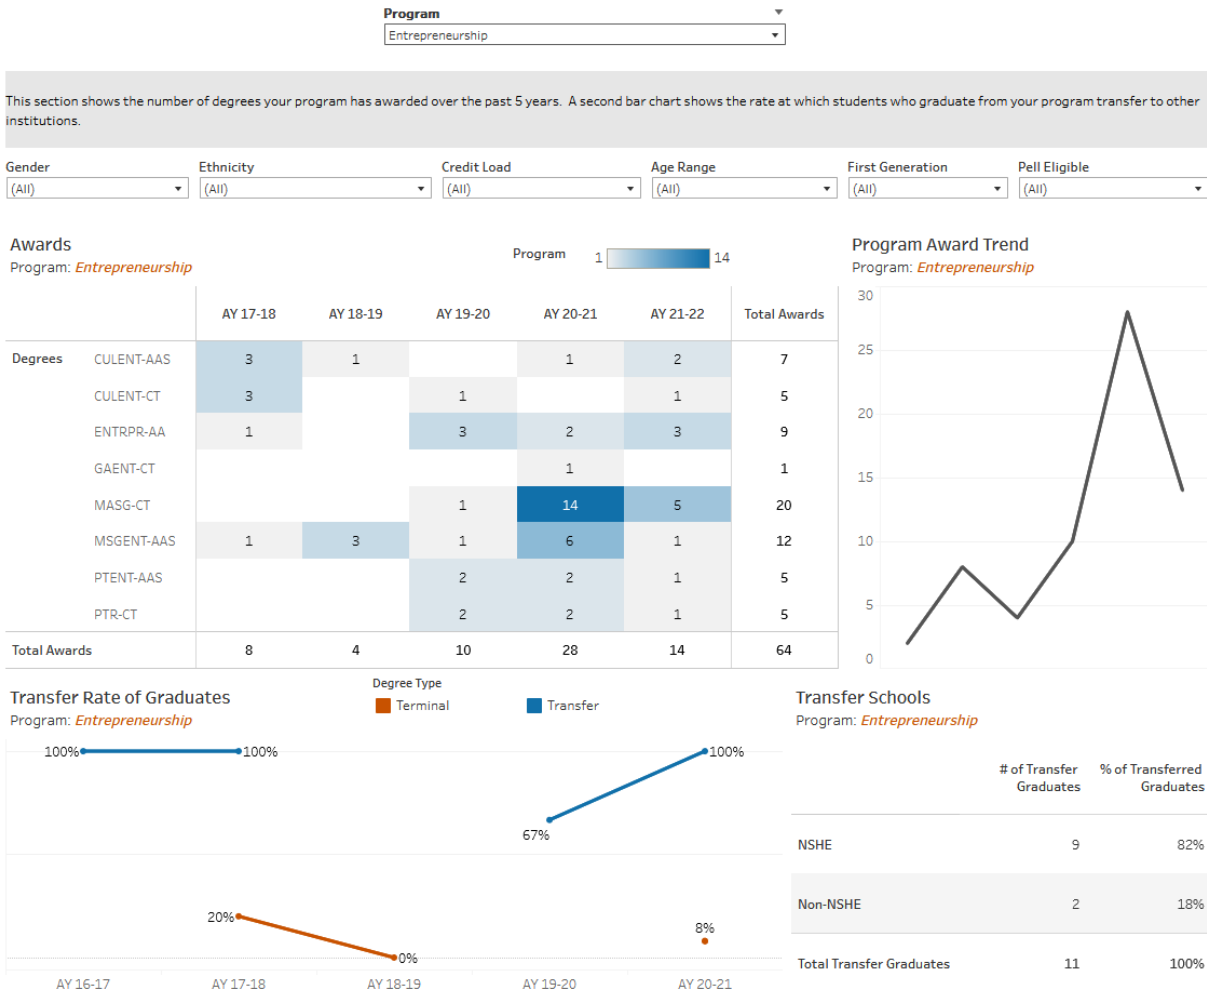 Program
Entrepreneurship
This section shows the number of degrees your program has awarded over the past 5 years.  A second bar chart shows the rate at which students who graduate from your program transfer to other
institutions.
Gender Ethnicity Credit Load Age Range First Generation Pell Eligible
(All) (All) (All) (All) (All) (All)
Awards
Program: Entrepreneurship
Program 1 14
AY 17-18 AY 18-19 AY 19-20 AY 20-21 AY 21-22 Total Awards
Degrees CULENT-AAS 3 1 1 2 7
CULENT-CT 3 1 1 5
ENTRPR-AA 1 3 2 3 9
GAENT-CT 1 1
MASG-CT 1 14 5 20
MSGENT-AAS 1 3 1 6 1 12
PTENT-AAS 2 2 1 5
PTR-CT 2 2 1 5
Total Awards 8 4 10 28 14 64
Program Award Trend
Program: Entrepreneurship
30
25
20
15
10
5
0
Transfer Rate of Graduates
Program: Entrepreneurship
Degree Type
Terminal Transfer
100% 100% 100%
67%
20%
0%
8%
AY 16-17 AY 17-18 AY 18-19 AY 19-20 AY 20-21
Transfer Schools
Program: Entrepreneurship
# of Transfer % of Transferred
Graduates Graduates
NSHE 9 82%
Non-NSHE 2 18%
Total Transfer Graduates 11 100%